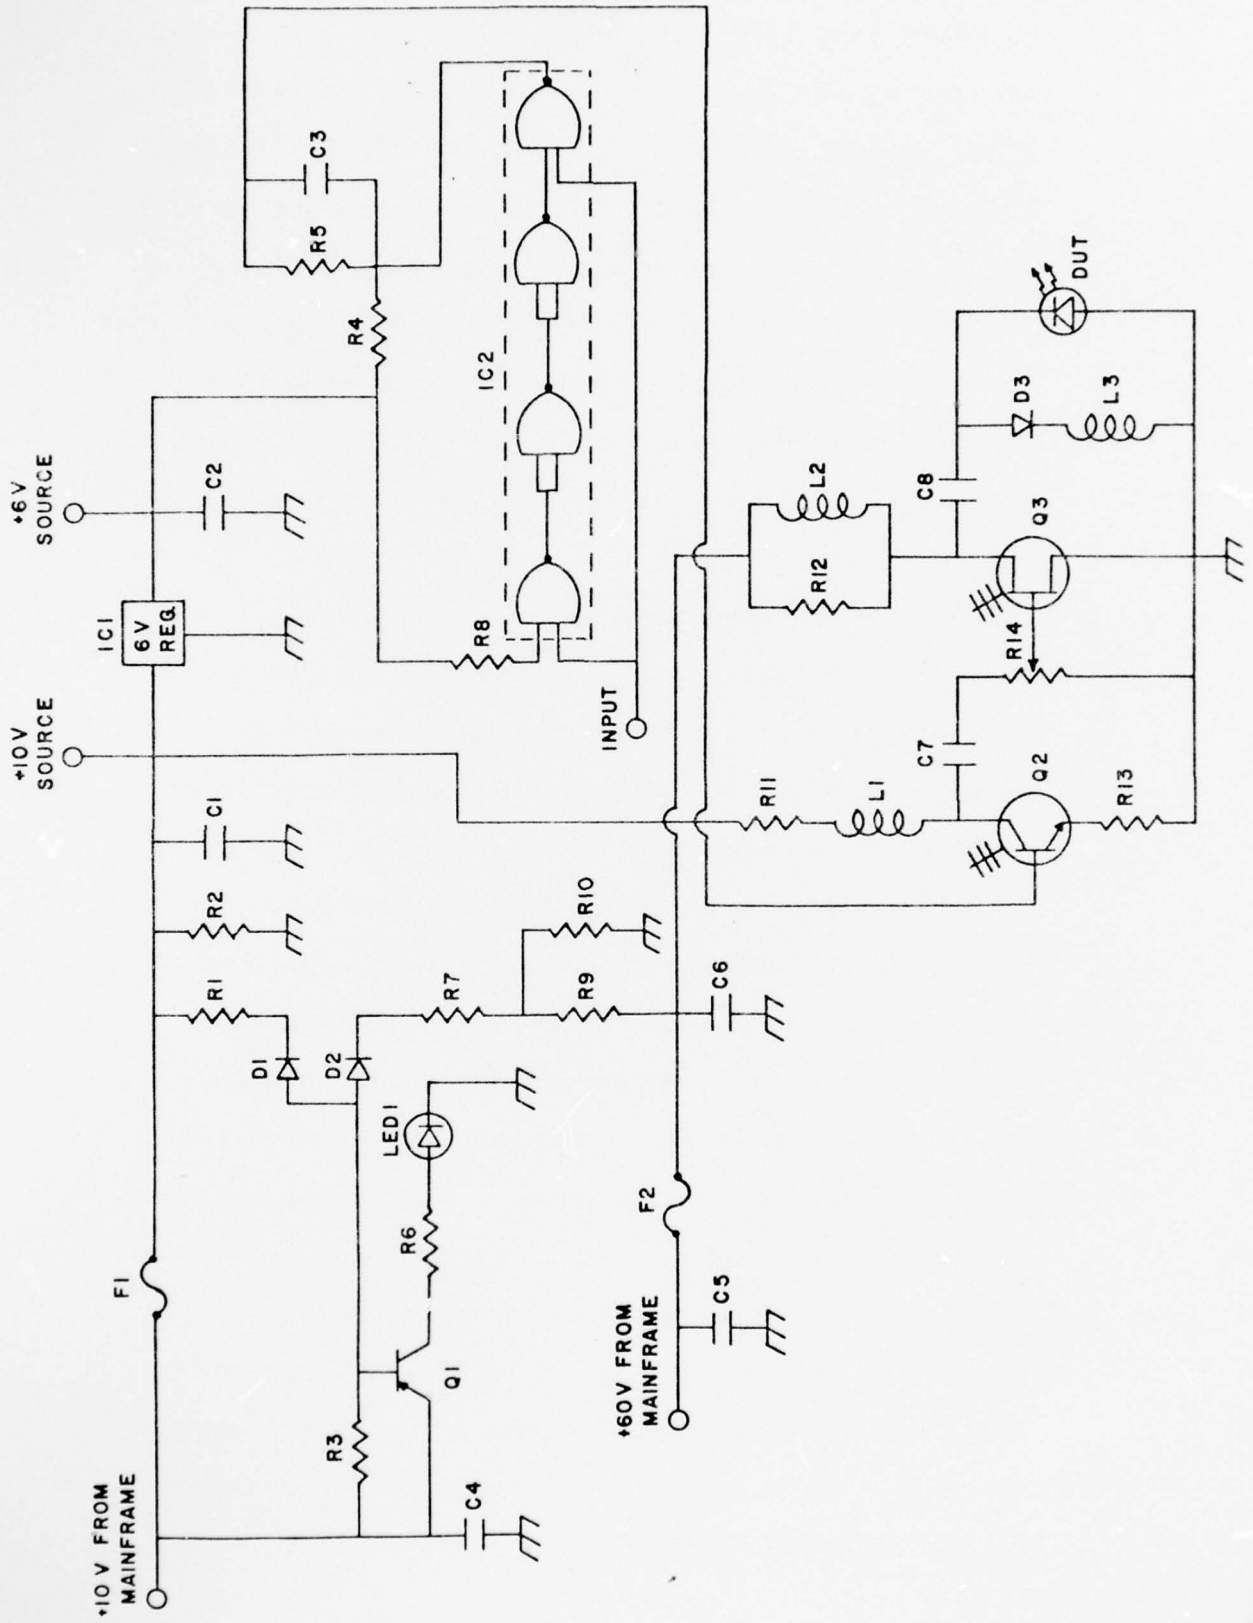 +10V FROM
MAINFRAME
F1
R1
R2
C1
+10V
SOURCE
IC1
6V
REG.
+6V
SOURCE
C2
R5
C3
R4
R3
Q1
R6
LED1
D1
D2
R7
R9
R10
R8
IC2
INPUT
C4
+60V FROM
MAINFRAME
C5
F2
C6
R11
L1
R12
L2
C7
Q2
R13
R14
Q3
C8
D3
L3
DUT